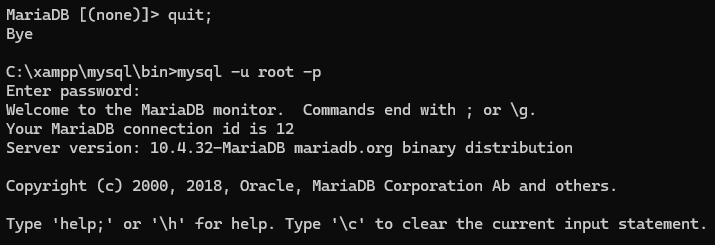 MariaDB [(none)]> quit;
Bye
C:\xampp\mysql\bin>mysql -u root -p
Enter password:
Welcome to the MariaDB monitor.  Commands end with ; or \g.
Your MariaDB connection id is 12
Server version: 10.4.32-MariaDB mariadb.org binary distribution
Copyright (c) 2000, 2018, Oracle, MariaDB Corporation Ab and others.
Type 'help;' or '\h' for help. Type '\c' to clear the current input statement.